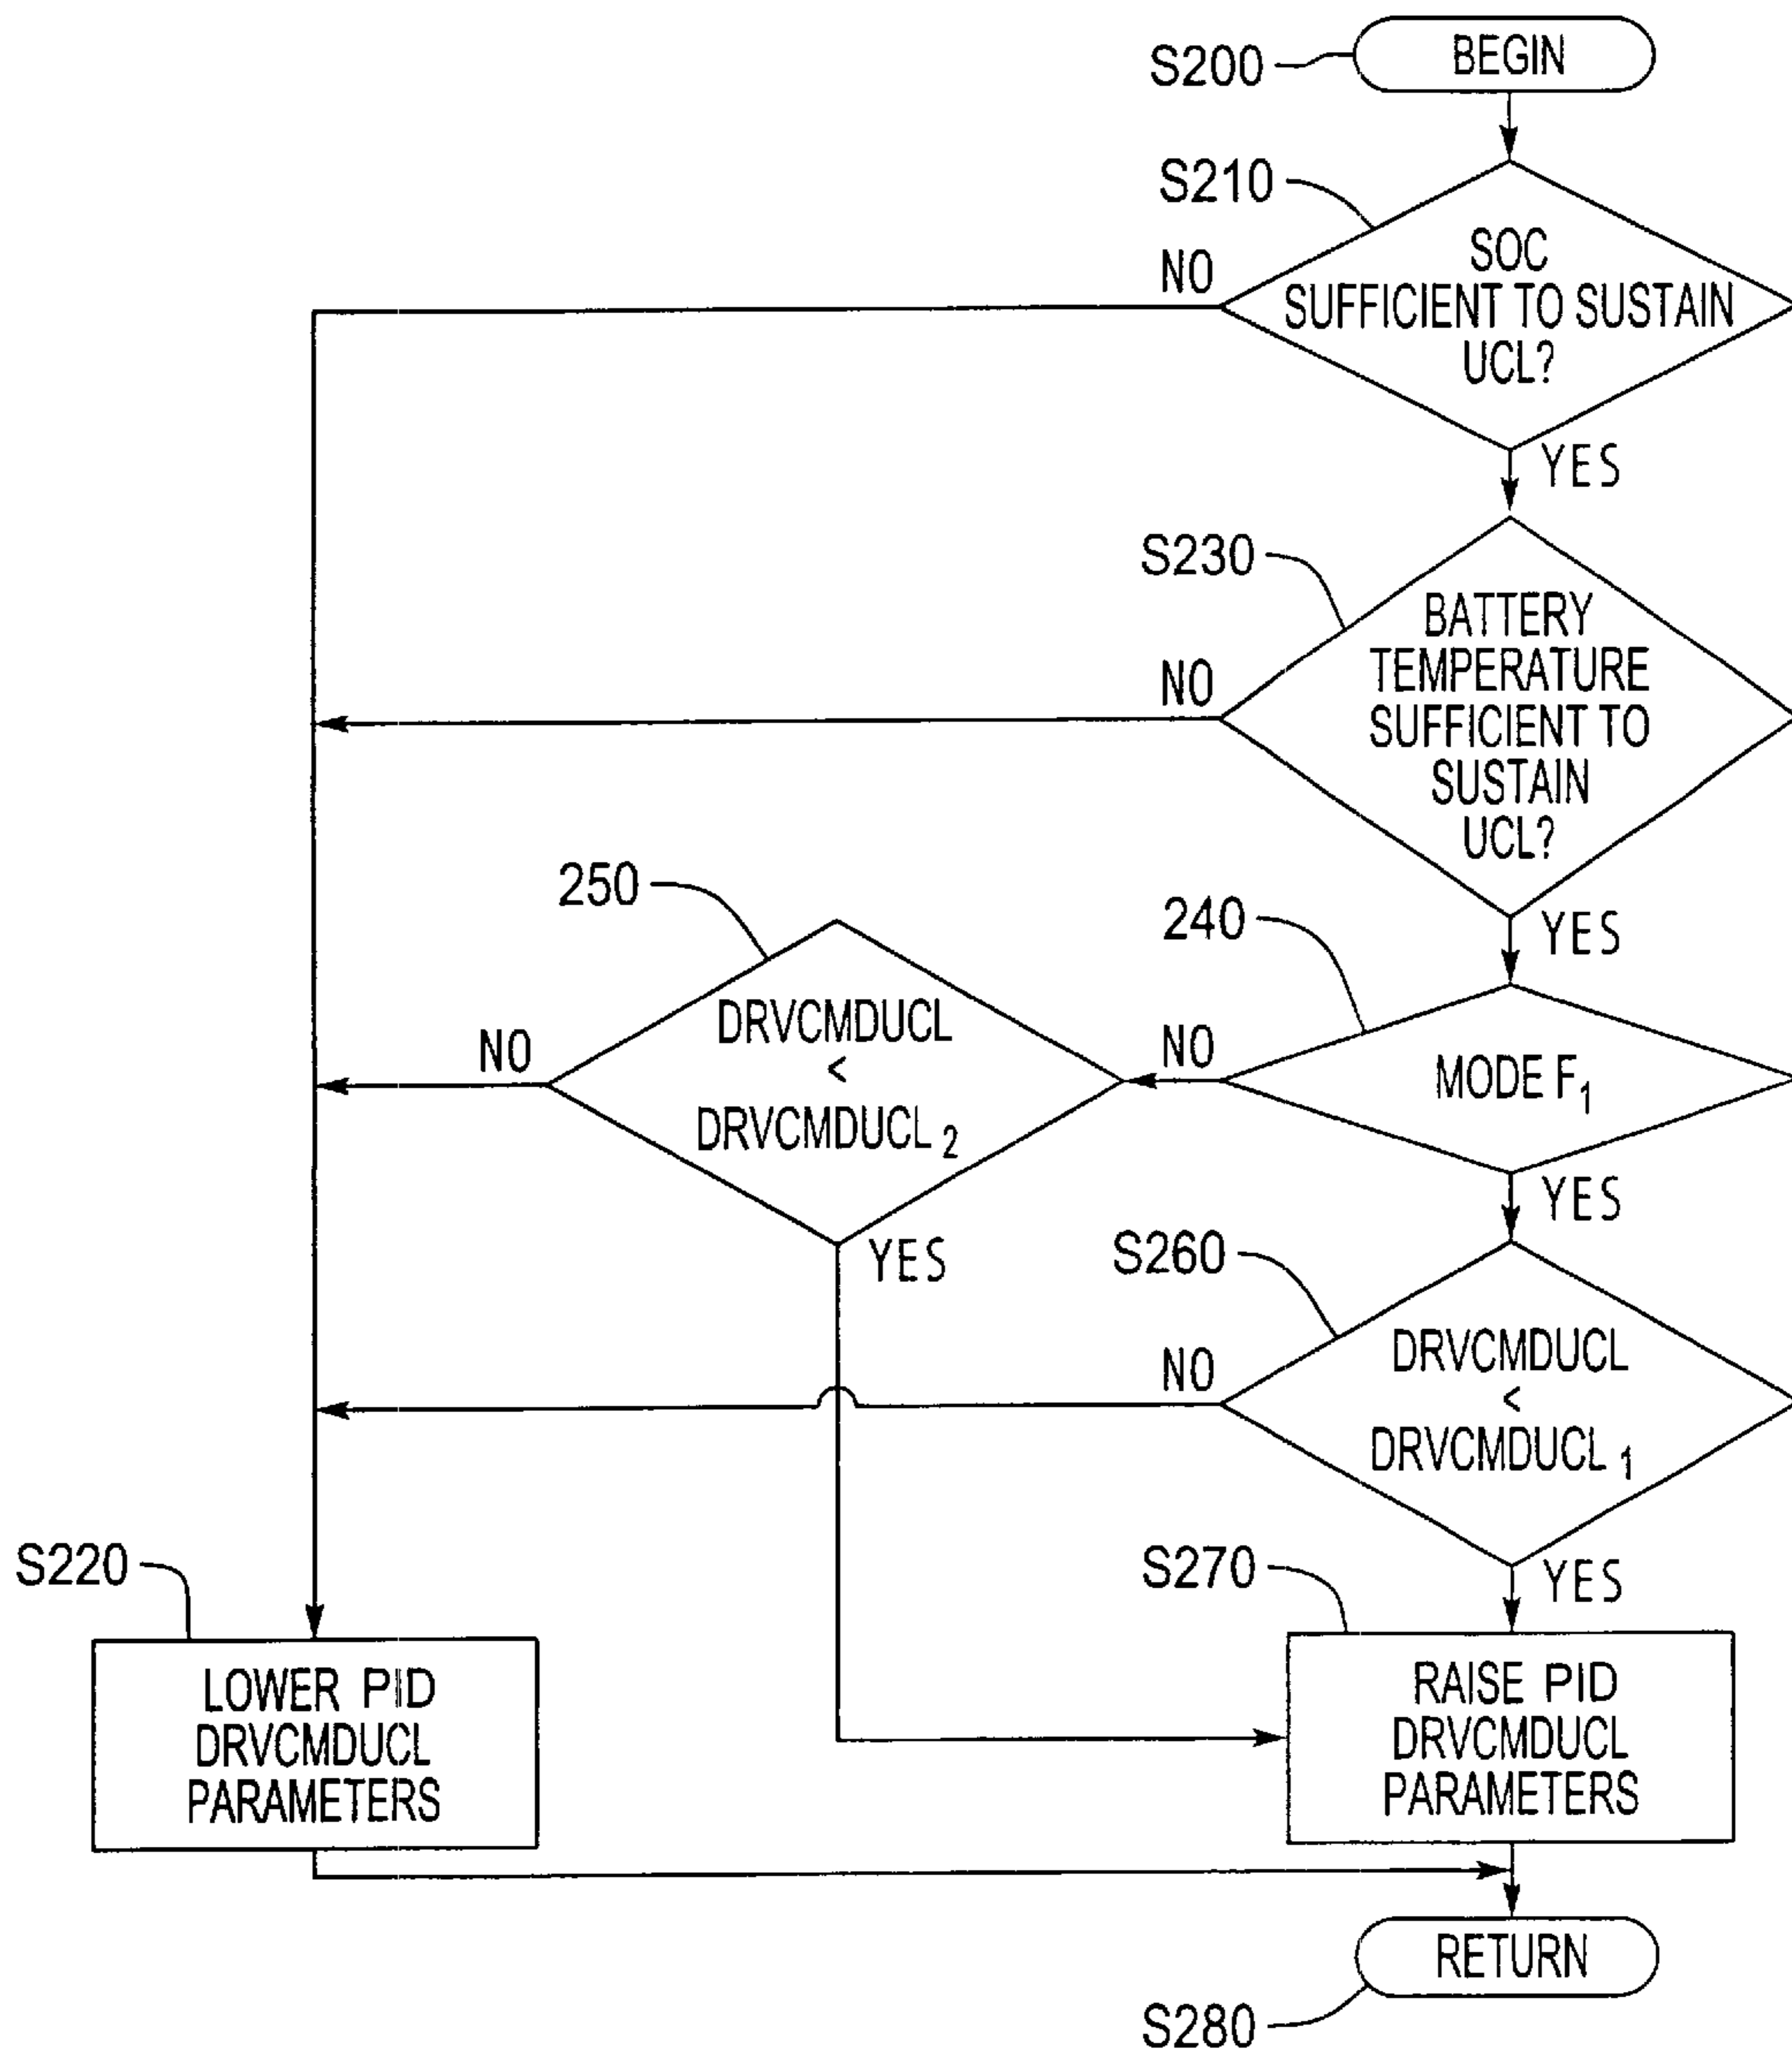 S200
BEGIN
S210
NO
SOC
SUFFICIENT TO SUSTAIN
UCL?
YES
S230
NO
BATTERY
TEMPERATURE
SUFFICIENT TO
SUSTAIN
UCL?
YES
250
240
NO
DRVCMDUCL
<
DRVCMDUCL 2
NO
MODE F1
YES
YES
S260
NO
DRVCMDUCL
<
DRVCMDUCL 1
YES
S220
S270
LOWER PID
DRVCMDUCL
PARAMETERS
RAISE PID
DRVCMDUCL
PARAMETERS
RETURN
S280